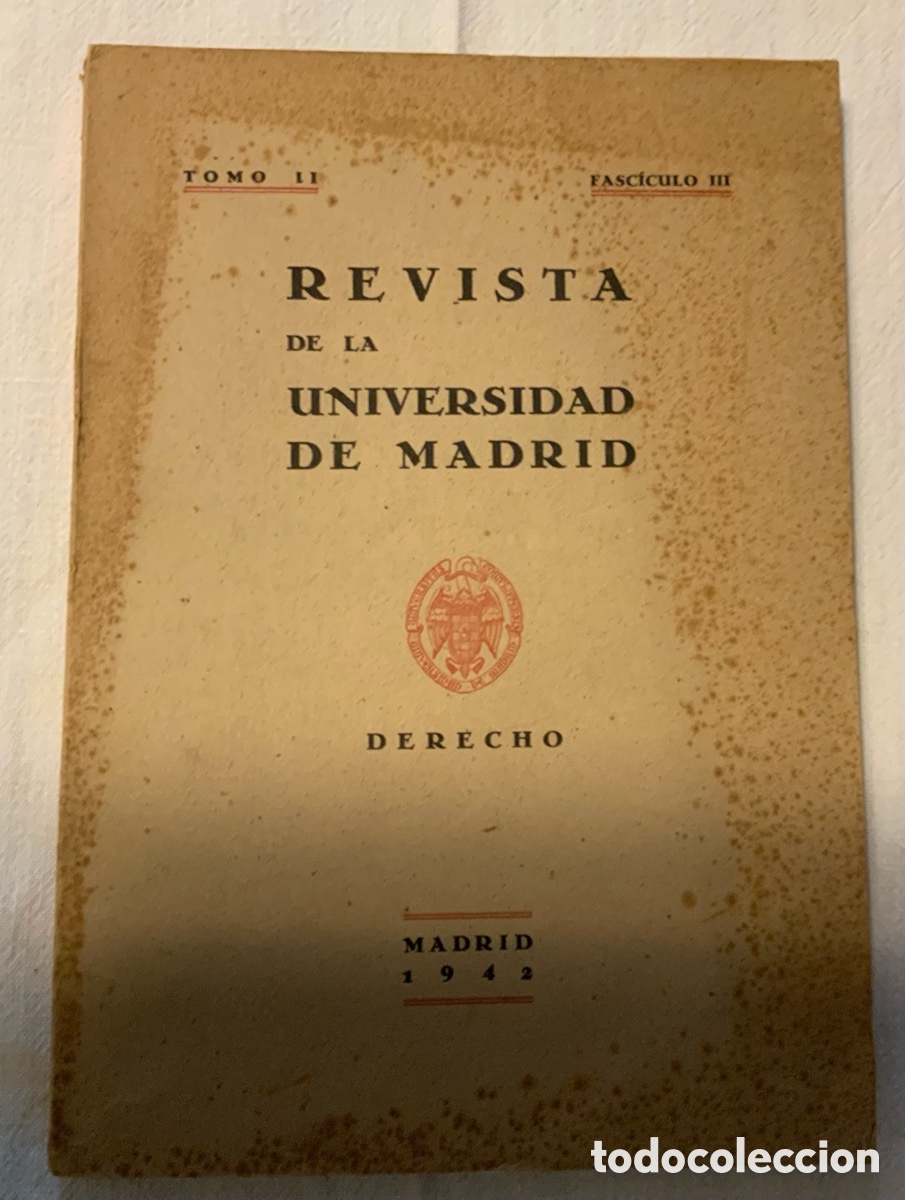 TOMO II
FASCÍCULO III
REVISTA
DE LA
UNIVERSIDAD
DE MADRID
DERECHO
MADRID
1942
todocoleccion